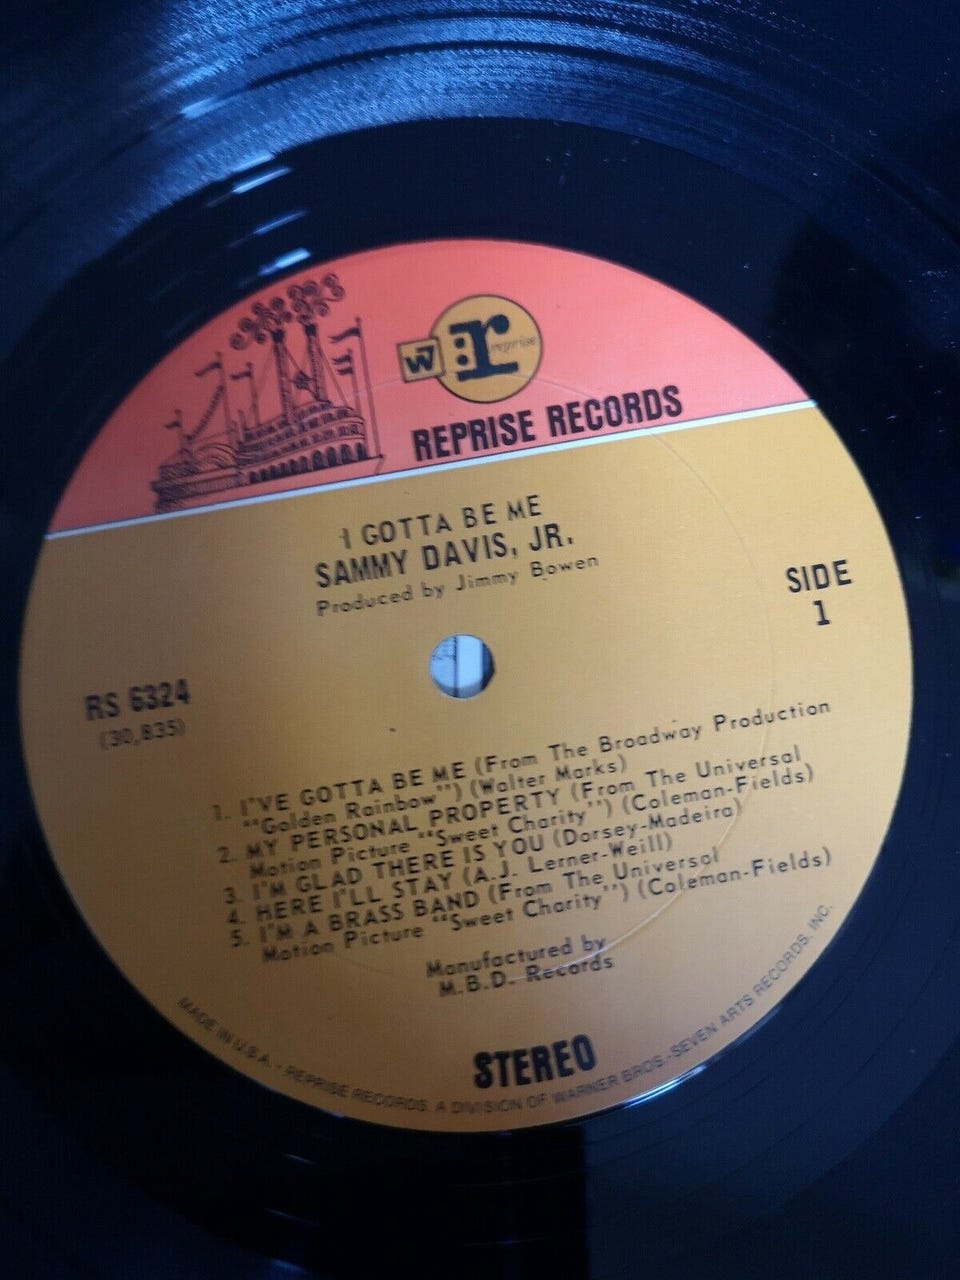 W7 r reprise
REPRISE RECORDS
I GOTTA BE ME
SAMMY DAVIS, JR.
Produced by Jimmy Bowen
SIDE
1
RS 6324
(30,835)
1. I'VE GOTTA BE ME (From The Broadway Production
"Golden Rainbow") (Walter Marks)
2. MY PERSONAL PROPERTY (From The Universal
Motion Picture "Sweet Charity") (Coleman-Fields)
3. I'M GLAD THERE IS YOU (Dorsey-Madeira)
4. HERE I'LL STAY (A.J. Lerner-Weill)
5. I'M A BRASS BAND (From The Universal
Motion Picture "Sweet Charity") (Coleman-Fields)
Manufactured by
M.B.D. Records
STEREO
MADE IN U.S.A. - REPRISE RECORDS, A DIVISION OF WARNER BROS.-SEVEN ARTS RECORDS, INC.